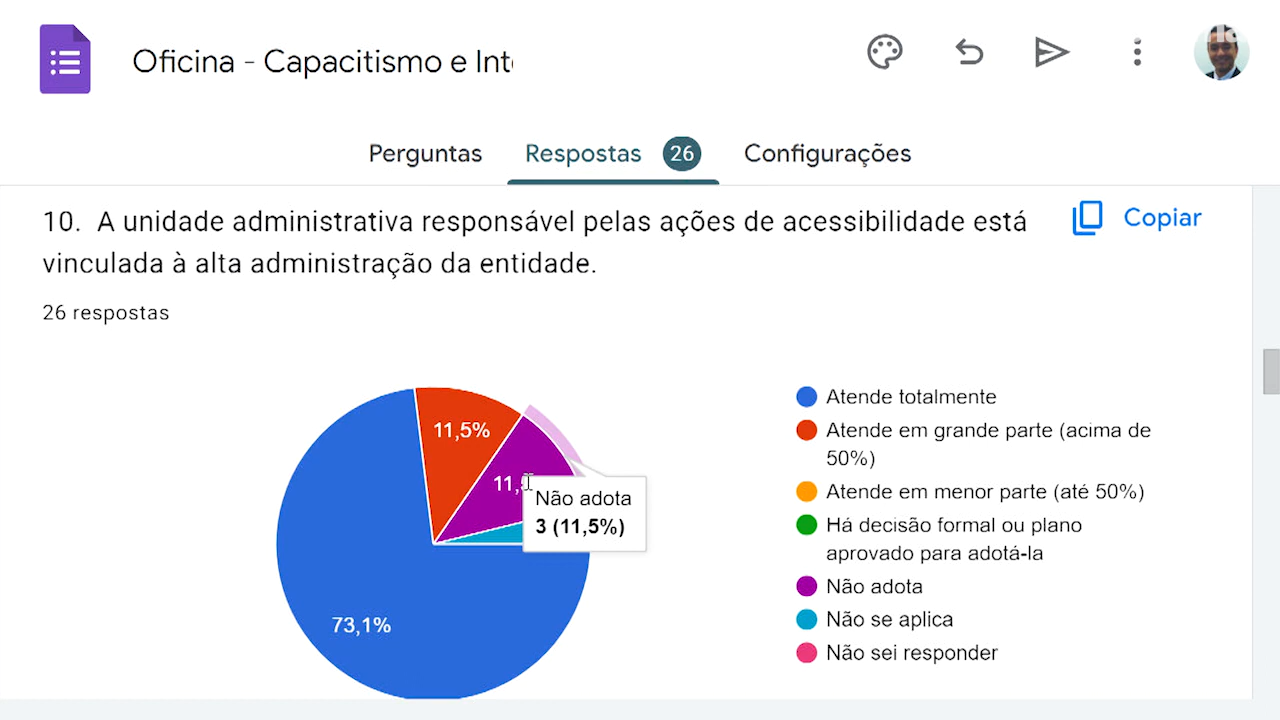 Oficina - Capacitismo e Int
Perguntas
Respostas 26
Configurações
10. A unidade administrativa responsável pelas ações de acessibilidade está
vinculada à alta administração da entidade.
Copiar
26 respostas
11,5%
11,5
Não adota
3 (11,5%)
73,1%
Atende totalmente
Atende em grande parte (acima de
50%)
Atende em menor parte (até 50%)
Há decisão formal ou plano
aprovado para adotá-la
Não adota
Não se aplica
Não sei responder